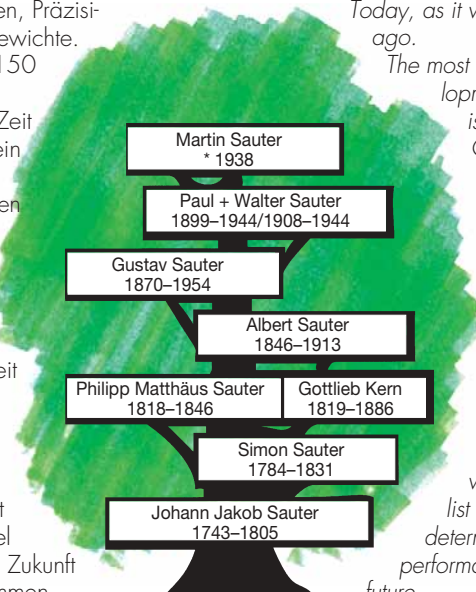 en, Präzisi-
ewichte.
150
Zeit
ein
en
eit
t
el
Zukunft
Today, as it
ago.
The most
is
Martin Sauter
* 1938
Paul + Walter Sauter
1899–1944/1908–1944
Gustav Sauter
1870–1954
Albert Sauter
1846–1913
Philipp Matthäus Sauter
1818–1846
Gottlieb Kern
1819–1886
Simon Sauter
1784–1831
Johann Jakob Sauter
1743–1805
list
determ
performa
future